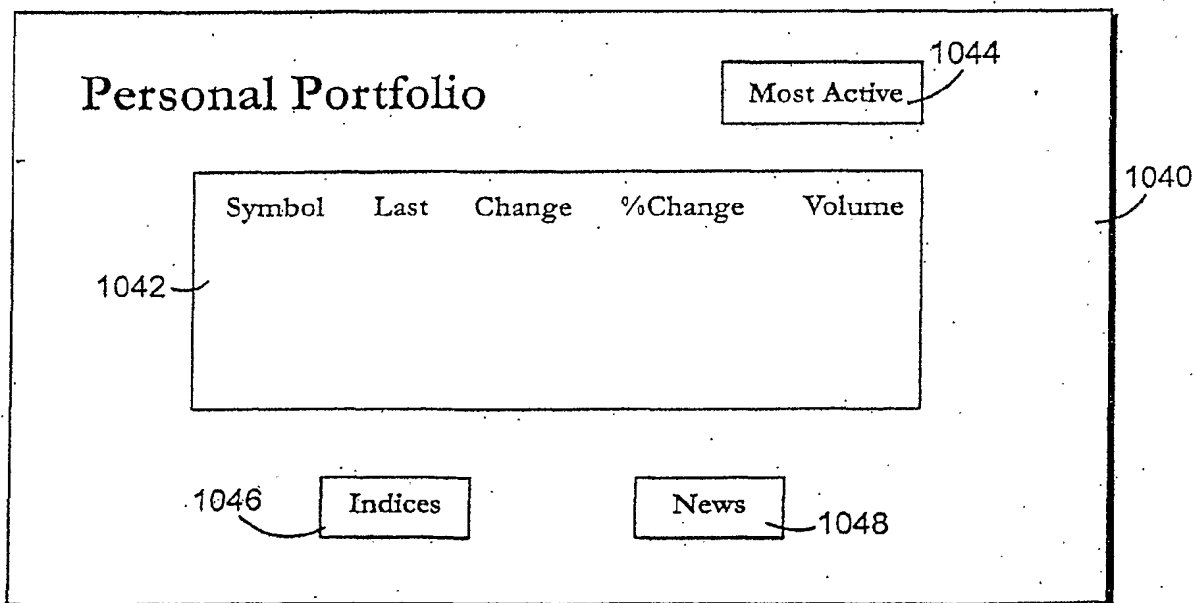 1044
Personal Portfolio
Most Active
1040
Symbol Last Change %Change Volume
1042
1046
Indices
News
1048